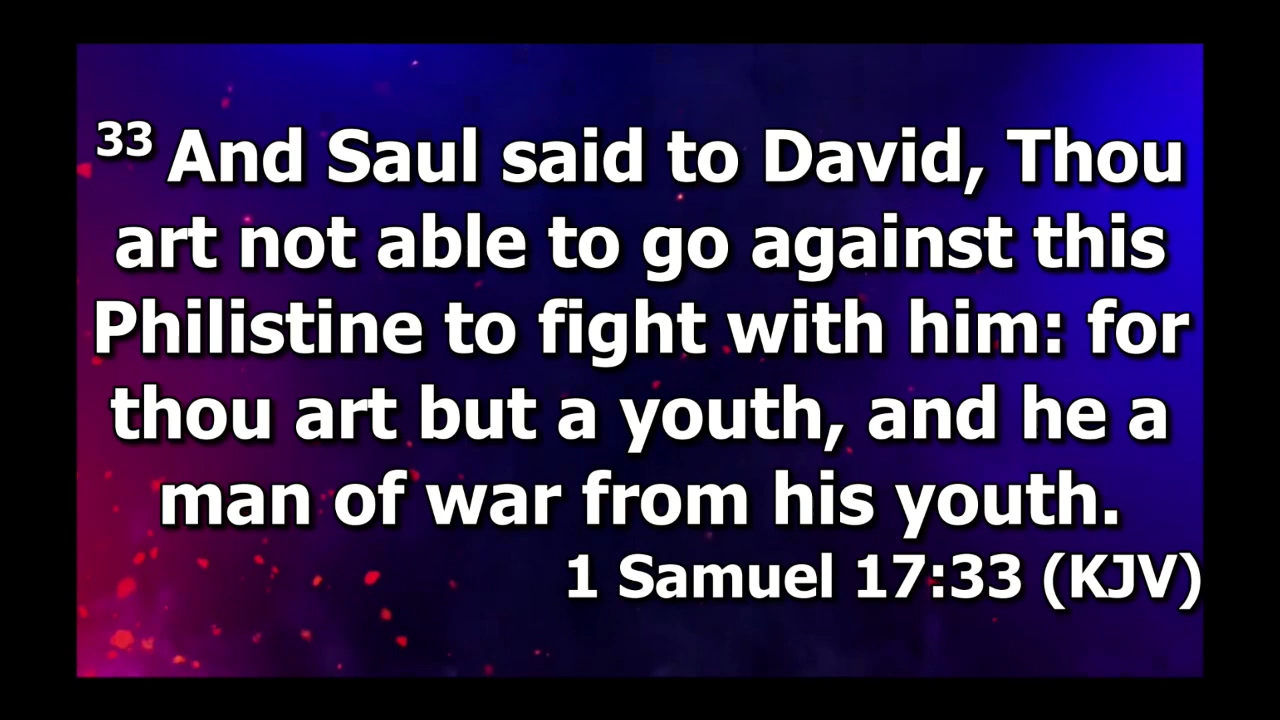 33 And Saul said to David, Thou
art not able to go against this
Philistine to fight with him: for
thou art but a youth, and he a
man of war from his youth.
1 Samuel 17:33 (KJV)